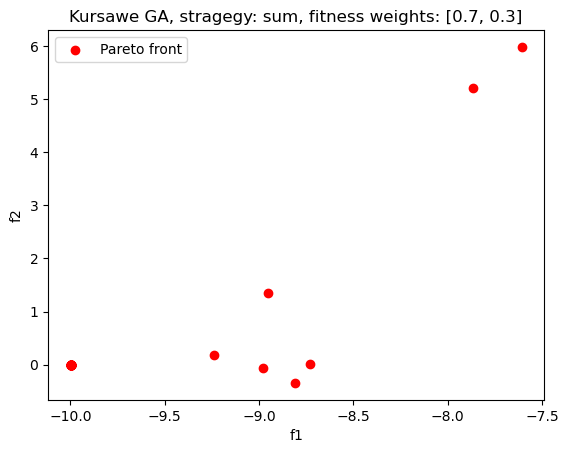 Kursawe GA, stragegy: sum, fitness weights: [0.7, 0.3]
Pareto front
6
5
4
3
2
1
0
f2
−10.0 −9.5 −9.0 −8.5 −8.0 −7.5
f1